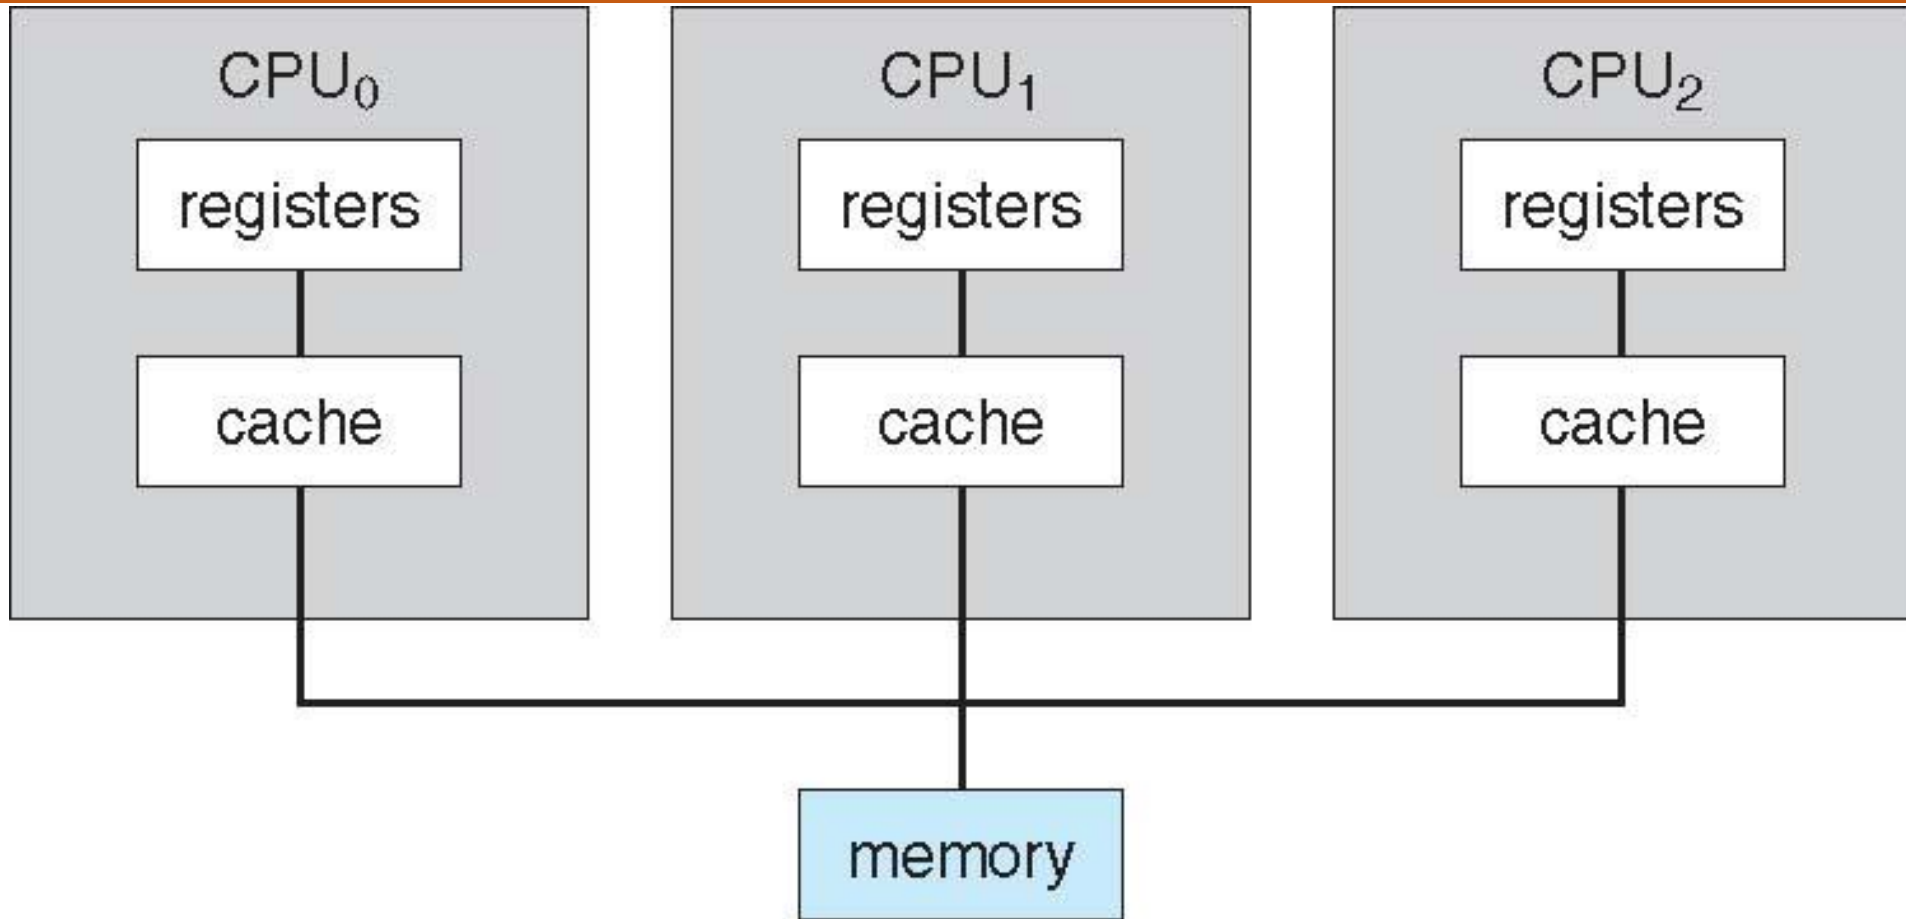 CPU₀
registers
cache
CPU₁
registers
cache
CPU₂
registers
cache
memory